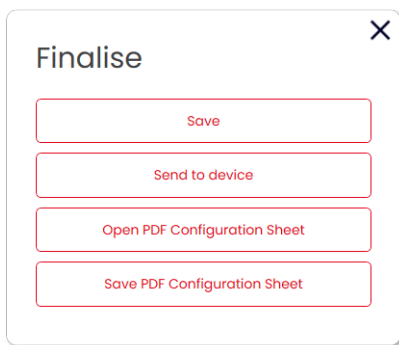 Finalise
Save
Send to device
Open PDF Configuration Sheet
Save PDF Configuration Sheet